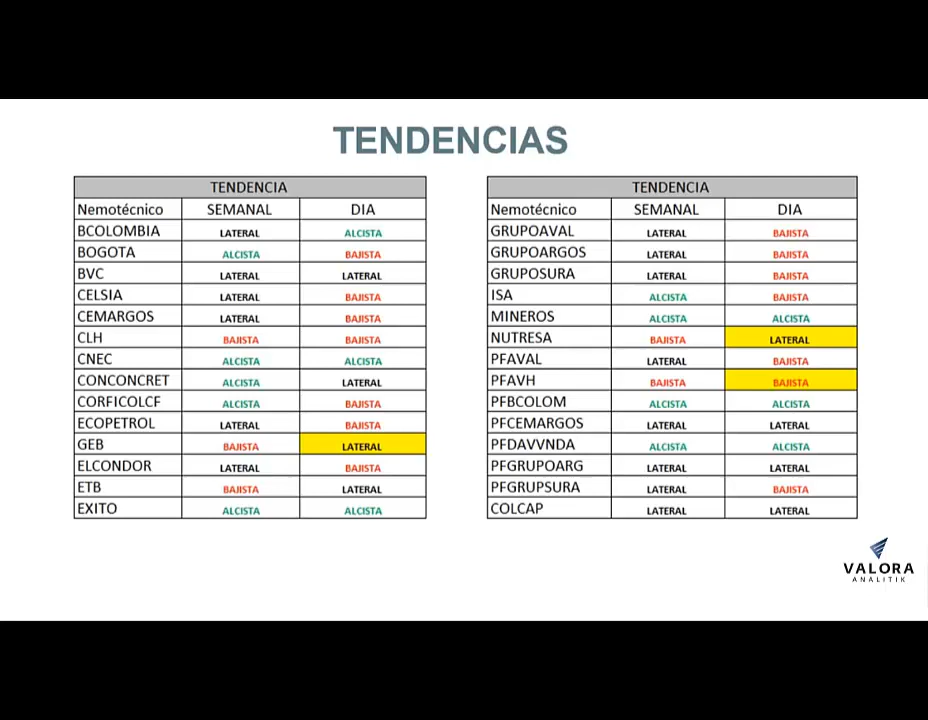 TENDENCIAS
TENDENCIA
Nemotécnico SEMANAL DIA
BCOLOMBIA LATERAL ALCISTA
BOGOTA ALCISTA BAJISTA
BVC LATERAL LATERAL
CELSIA LATERAL BAJISTA
CEMARGOS LATERAL BAJISTA
CLH BAJISTA BAJISTA
CNEC ALCISTA ALCISTA
CONCONCRET ALCISTA LATERAL
CORFICOLCF ALCISTA BAJISTA
ECOPETROL LATERAL BAJISTA
GEB BAJISTA LATERAL
ELCONDOR LATERAL BAJISTA
ETB BAJISTA LATERAL
EXITO ALCISTA ALCISTA
TENDENCIA
Nemotécnico SEMANAL DIA
GRUPOAVAL LATERAL BAJISTA
GRUPOARGOS LATERAL BAJISTA
GRUPOSURA LATERAL BAJISTA
ISA ALCISTA BAJISTA
MINEROS ALCISTA ALCISTA
NUTRESA BAJISTA LATERAL
PFAVAL LATERAL BAJISTA
PFAVH BAJISTA BAJISTA
PFBCOLOM ALCISTA ALCISTA
PFCEMARGOS LATERAL LATERAL
PFDAVVNDA ALCISTA ALCISTA
PFGRUPOARG LATERAL LATERAL
PFGRUPSURA LATERAL BAJISTA
COLCAP LATERAL LATERAL
VALORA
ANALITIK